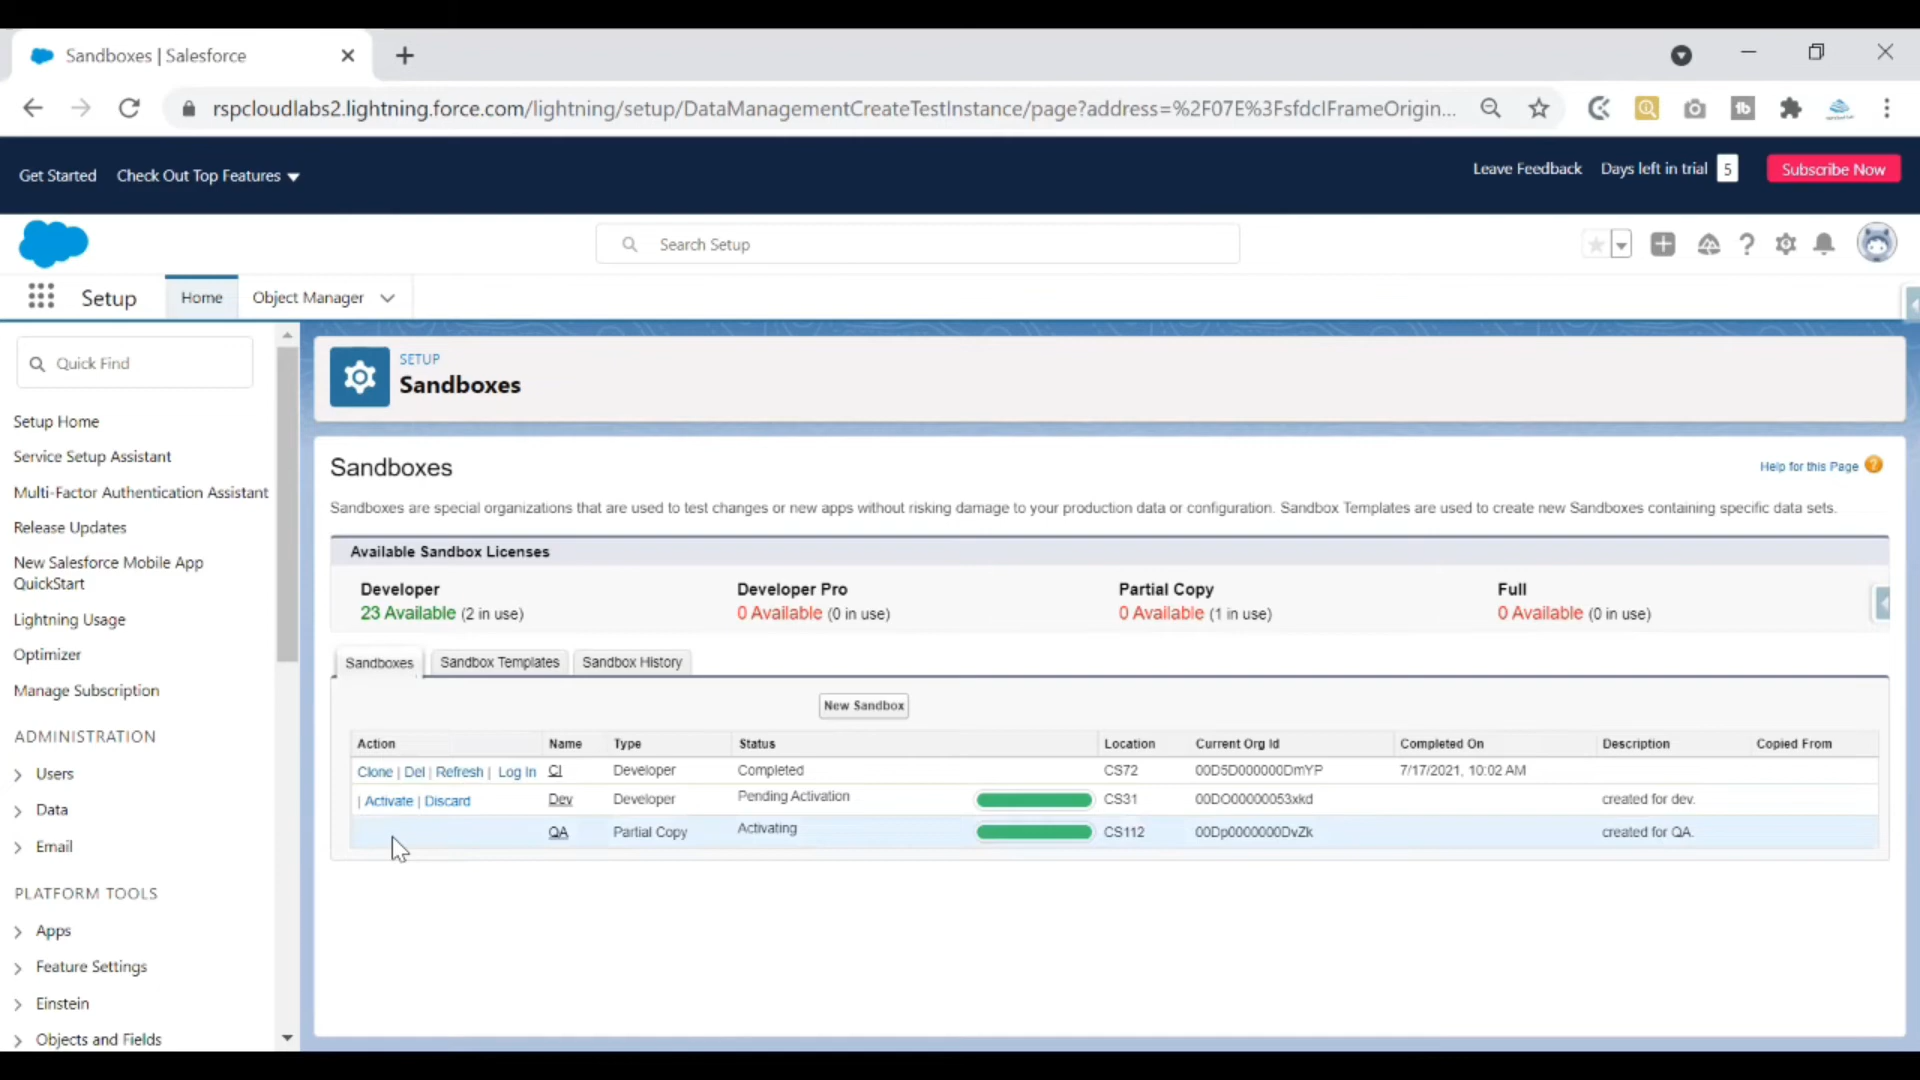 Sandboxes | Salesforce
rspcloudlabs2.lightning.force.com/lightning/setup/DataManagementCreateTestInstance/page?address=%2F07E%3FsfdcIFrameOrigin...
Get Started Check Out Top Features
Leave Feedback Days left in trial 5 Subscribe Now
Search Setup
Setup Home Object Manager
Quick Find
Setup Home
Service Setup Assistant
Multi-Factor Authentication Assistant
Release Updates
New Salesforce Mobile App
QuickStart
Lightning Usage
Optimizer
Manage Subscription
ADMINISTRATION
Users
Data
Email
PLATFORM TOOLS
Apps
Feature Settings
Einstein
Objects and Fields
SETUP
Sandboxes
Sandboxes
Help for this Page ?
Sandboxes are special organizations that are used to test changes or new apps without risking damage to your production data or configuration. Sandbox Templates are used to create new Sandboxes containing specific data sets.
Available Sandbox Licenses
Developer Developer Pro Partial Copy Full
23 Available (2 in use) 0 Available (0 in use) 0 Available (1 in use) 0 Available (0 in use)
Sandboxes Sandbox Templates Sandbox History
New Sandbox
Action Name Type Status Location Current Org Id Completed On Description Copied From
Clone | Del | Refresh | Log In CI Developer Completed CS72 00D5D000000DmYP 7/17/2021, 10:02 AM
| Activate | Discard Dev Developer Pending Activation CS31 00DO00000053xkd created for dev.
QA Partial Copy Activating CS112 00Dp0000000DvZk created for QA.